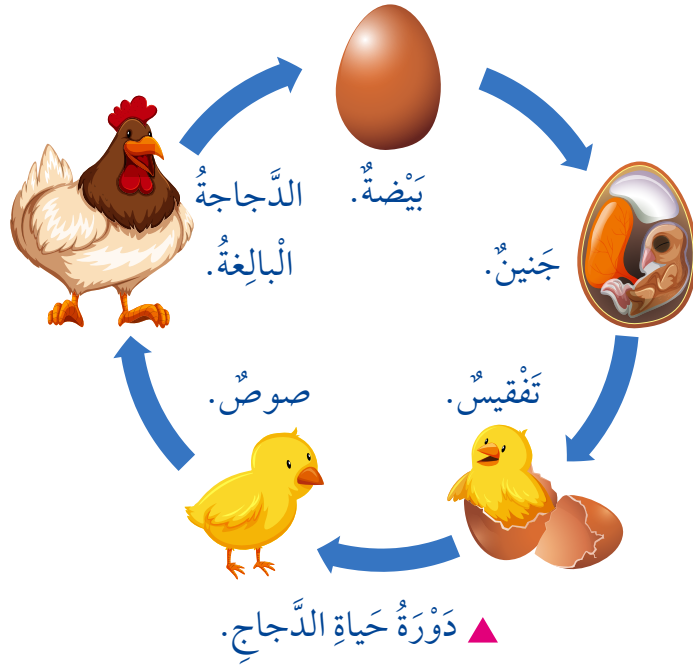 بَيْضةٌ.
جَنينٌ.
تَفْقيسٌ.
صوصٌ.
الدَّجاجةُ
الْبالِغةُ.
دَوْرَةُ حَياةِ الدَّجاجِ.